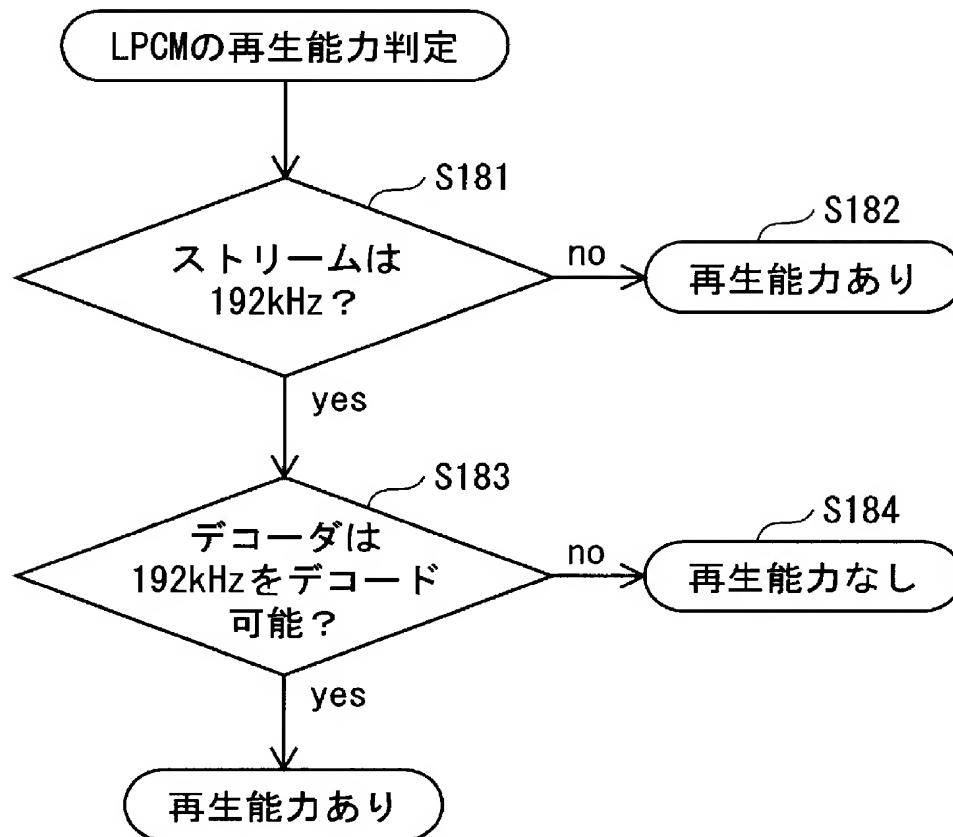 LPCMの再生能力判定
S181
ストリームは
192kHz?
no
S182
再生能力あり
yes
S183
デコーダは
192kHzをデコード
可能?
no
S184
再生能力なし
yes
再生能力あり